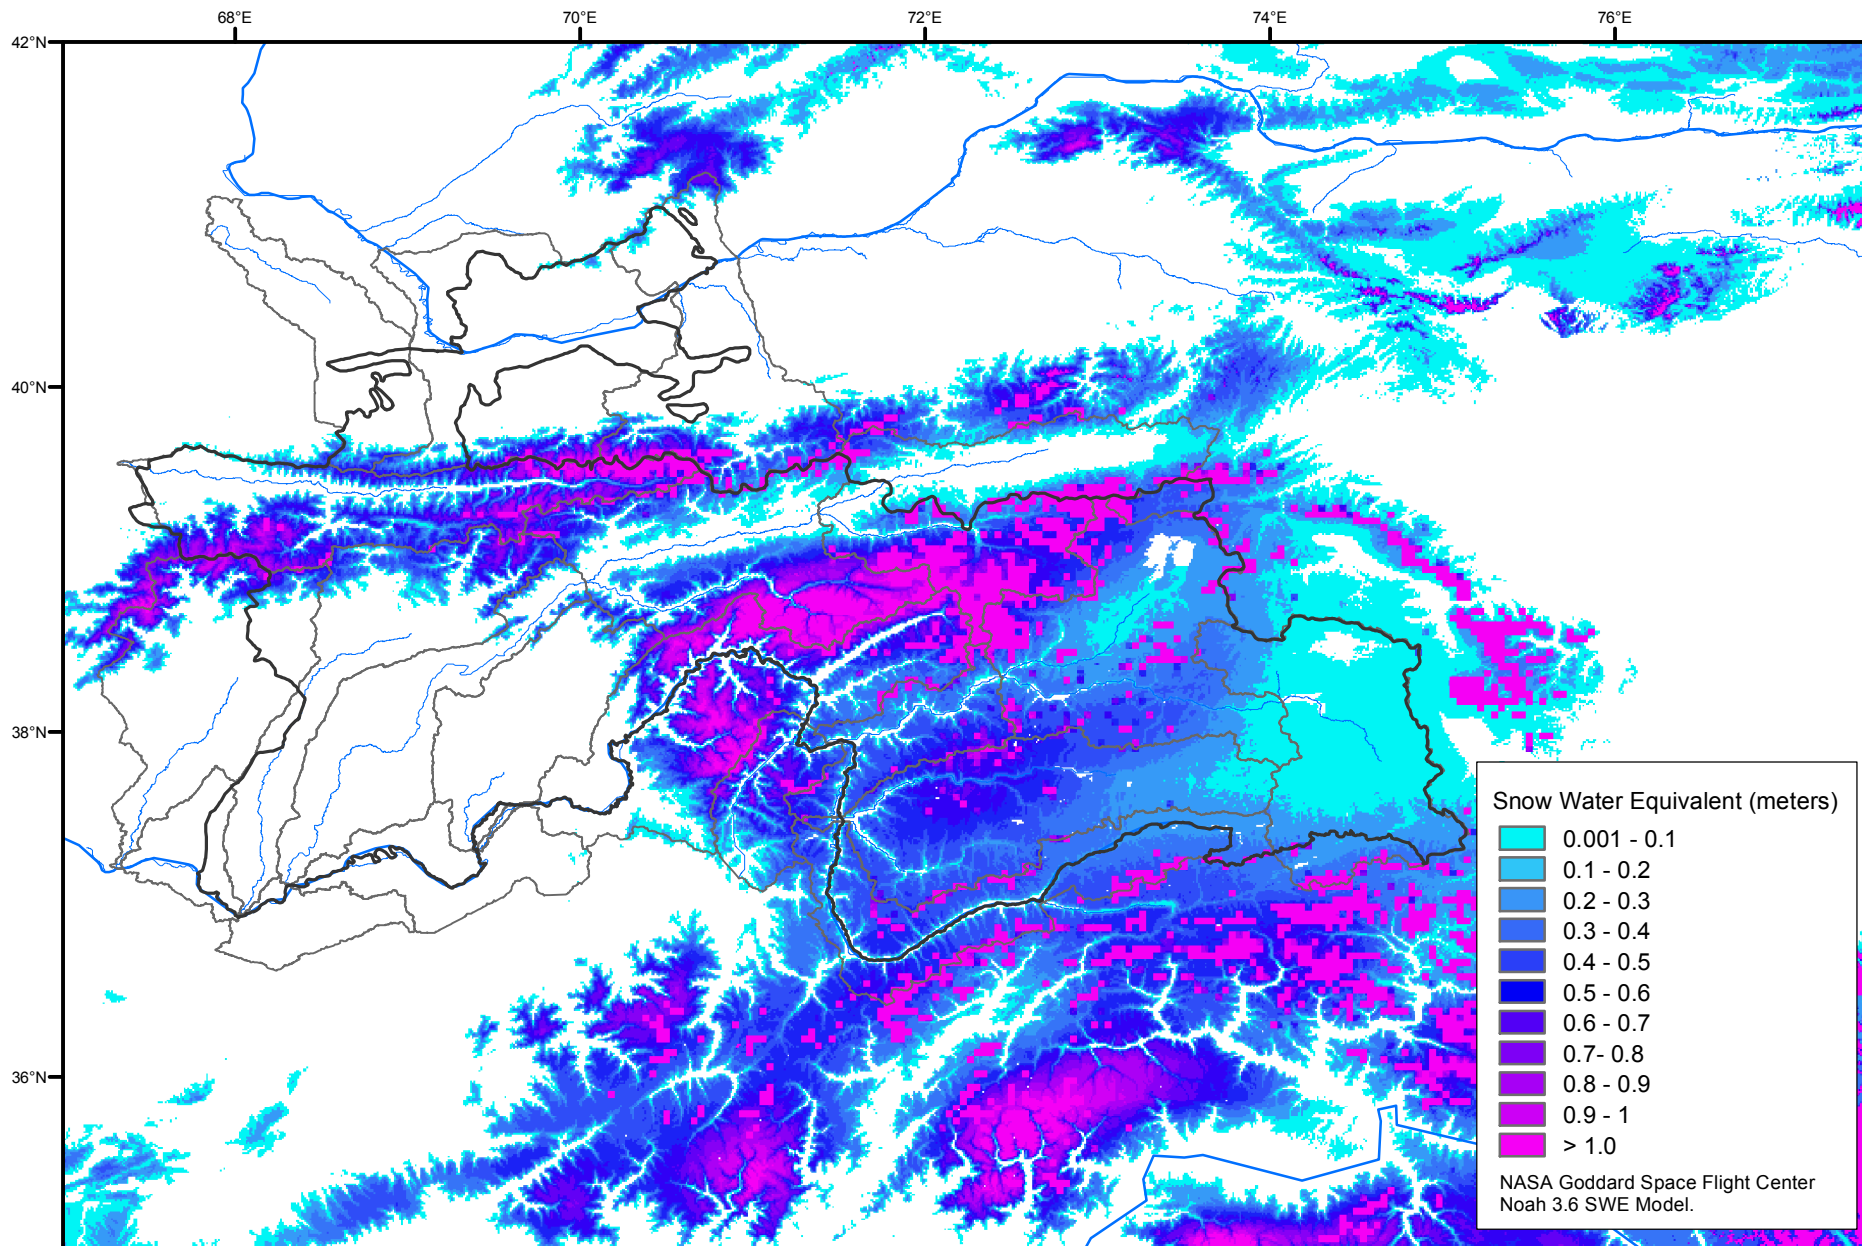 68°E 70°E 72°E 74°E 76°E
42°N
40°N
38°N
36°N
Snow Water Equivalent (meters)
0.001 - 0.1
0.1 - 0.2
0.2 - 0.3
0.3 - 0.4
0.4 - 0.5
0.5 - 0.6
0.6 - 0.7
0.7- 0.8
0.8 - 0.9
0.9 - 1
> 1.0
NASA Goddard Space Flight Center
Noah 3.6 SWE Model.